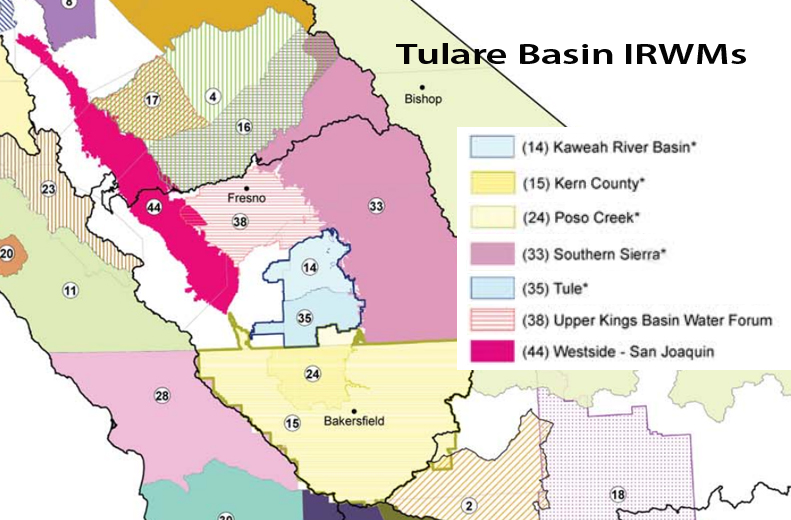 Tulare Basin IRWMs
8
17
4
Bishop
16
(14) Kaweah River Basin*
(15) Kern County*
(24) Poso Creek*
(33) Southern Sierra*
(35) Tule*
(38) Upper Kings Basin Water Forum
(44) Westside - San Joaquin
23
Fresno
44
38
33
20
14
11
35
24
28
15
Bakersfield
2
18